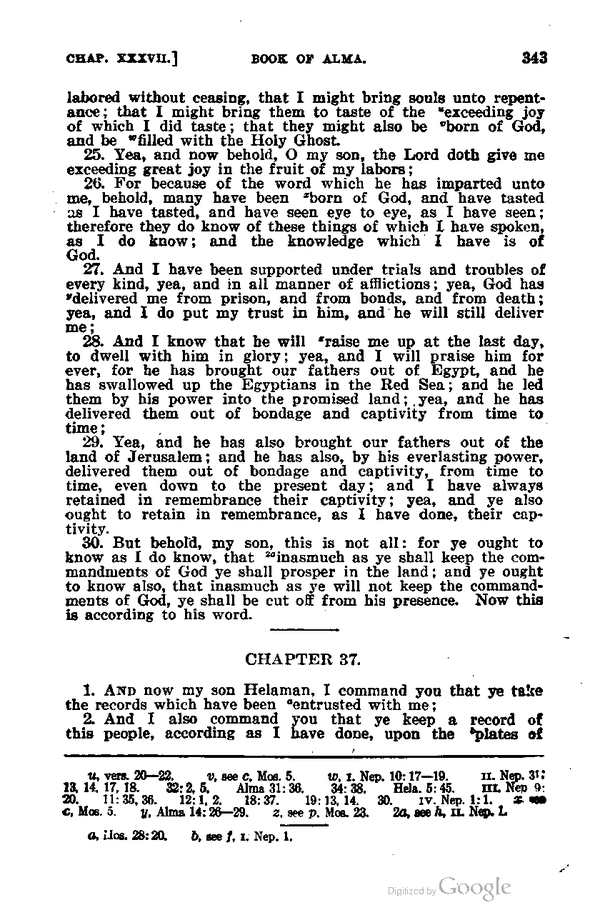 CHAP. XXXVII.] BOOK OF ALMA. 343
labored without ceasing, that I might bring souls unto repent-
ance; that I might bring them to taste of the ᵘexceeding joy
of which I did taste; that they might also be ᵛborn of God,
and be ʷfilled with the Holy Ghost.
25. Yea, and now behold, O my son, the Lord doth give me
exceeding great joy in the fruit of my labors;
26. For because of the word which he has imparted unto
me, behold, many have been ˣborn of God, and have tasted
as I have tasted, and have seen eye to eye, as I have seen;
therefore they do know of these things of which I have spoken,
as I do know; and the knowledge which I have is of
God.
27. And I have been supported under trials and troubles of
every kind, yea, and in all manner of afflictions; yea, God has
ʸdelivered me from prison, and from bonds, and from death;
yea, and I do put my trust in him, and he will still deliver
me;
28. And I know that he will ᶻraise me up at the last day,
to dwell with him in glory; yea, and I will praise him for
ever, for he has brought our fathers out of Egypt, and he
has swallowed up the Egyptians in the Red Sea; and he led
them by his power into the promised land; yea, and he has
delivered them out of bondage and captivity from time to
time;
29. Yea, and he has also brought our fathers out of the
land of Jerusalem; and he has also, by his everlasting power,
delivered them out of bondage and captivity, from time to
time, even down to the present day; and I have always
retained in remembrance their captivity; yea, and ye also
ought to retain in remembrance, as I have done, their cap-
tivity.
30. But behold, my son, this is not all: for ye ought to
know as I do know, that ²ᵃinasmuch as ye shall keep the com-
mandments of God ye shall prosper in the land; and ye ought
to know also, that inasmuch as ye will not keep the command-
ments of God, ye shall be cut off from his presence. Now this
is according to his word.
CHAPTER 37.
1. AND now my son Helaman, I command you that ye take
the records which have been ᵃentrusted with me;
2. And I also command you that ye keep a record of
this people, according as I have done, upon the ᵇplates of
u, vers. 20—22. v, see c, Mos. 5. w, I. Nep. 10:17—19. II. Nep. 31:
13, 14, 17, 18. 32:2, 5, Alma 31:36. 34:38. Hela. 5:45. III. Nep 9:
20. 11:35, 36. 12:1, 2. 18:37. 19:13, 14. 30. IV. Nep. 1:1. x see
c, Mos. 5. y, Alma 14:26—29. z, see p. Mos. 23. 2a, see h, II. Nep. 1.
a, Mos. 28:20. b, see f, I. Nep. 1.
Digitized by Google